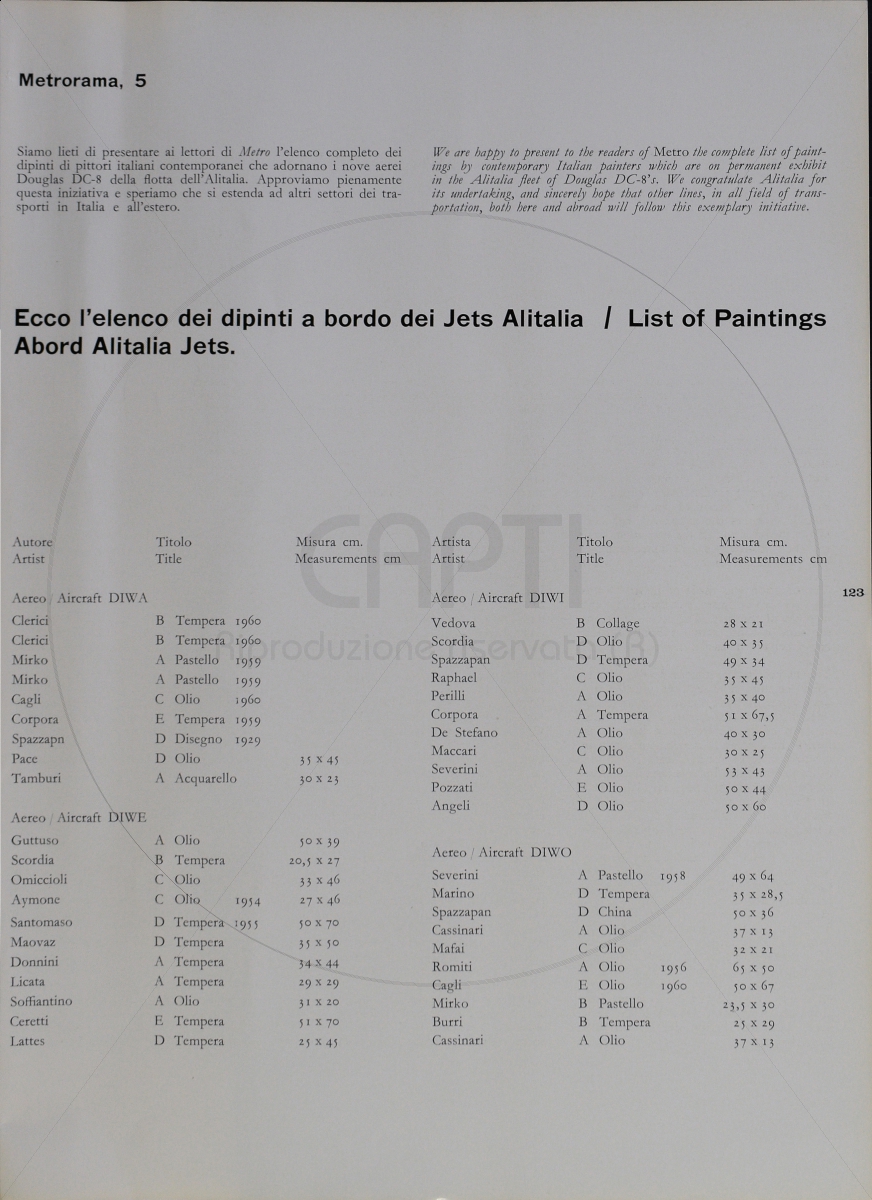 Metrorama, 5
Siamo lieti di presentare ai lettori di Metro l'elenco completo dei
dipinti di pittori italiani contemporanei che adornano i nove aerei
Douglas DC-8 della flotta dell'Alitalia. Approviamo pienamente
questa iniziativa e speriamo che si estenda ad altri settori dei tra-
sporti in Italia e all'estero.
We are happy to present to the readers of Metro the complete list of paint-
ings by contemporary Italian painters which are on permanent exhibit
in the Alitalia fleet of Douglas DC-8's. We congratulate Alitalia for
its undertaking, and sincerely hope that other lines, in all field of trans-
portation, both here and abroad will follow this exemplary initiative.
Ecco l'elenco dei dipinti a bordo dei Jets Alitalia / List of Paintings
Abord Alitalia Jets.
Autore Titolo Misura cm.
Artist Title Measurements cm
Aereo / Aircraft DIWA
Clerici B Tempera 1960
Clerici B Tempera 1960
Mirko A Pastello 1959
Mirko A Pastello 1959
Cagli C Olio 1960
Corpora E Tempera 1959
Spazzapn D Disegno 1929
Pace D Olio 35 x 45
Tamburi A Acquarello 30 x 23
Aereo / Aircraft DIWE
Guttuso A Olio 50 x 39
Scordia B Tempera 20,5 x 27
Omiccioli C Olio 33 x 46
Aymone C Olio 1954 27 x 46
Santomaso D Tempera 1955 50 x 70
Maovaz D Tempera 35 x 50
Donnini A Tempera 34 x 44
Licata A Tempera 29 x 29
Soffiantino A Olio 31 x 20
Ceretti E Tempera 51 x 70
Lattes D Tempera 25 x 45
Artista Titolo Misura cm.
Artist Title Measurements cm
Aereo / Aircraft DIWI
Vedova B Collage 28 x 21
Scordia D Olio 40 x 35
Spazzapan D Tempera 49 x 34
Raphael C Olio 35 x 45
Perilli A Olio 35 x 40
Corpora A Tempera 51 x 67,5
De Stefano A Olio 40 x 30
Maccari C Olio 30 x 25
Severini A Olio 53 x 43
Pozzati E Olio 50 x 44
Angeli D Olio 50 x 60
Aereo / Aircraft DIWO
Severini A Pastello 1958 49 x 64
Marino D Tempera 35 x 28,5
Spazzapan D China 50 x 36
Cassinari A Olio 37 x 13
Mafai C Olio 32 x 21
Romiti A Olio 1956 65 x 50
Cagli E Olio 1960 50 x 67
Mirko B Pastello 23,5 x 30
Burri B Tempera 25 x 29
Cassinari A Olio 37 x 13
123
CAPTI
Riproduzione riservata (R)